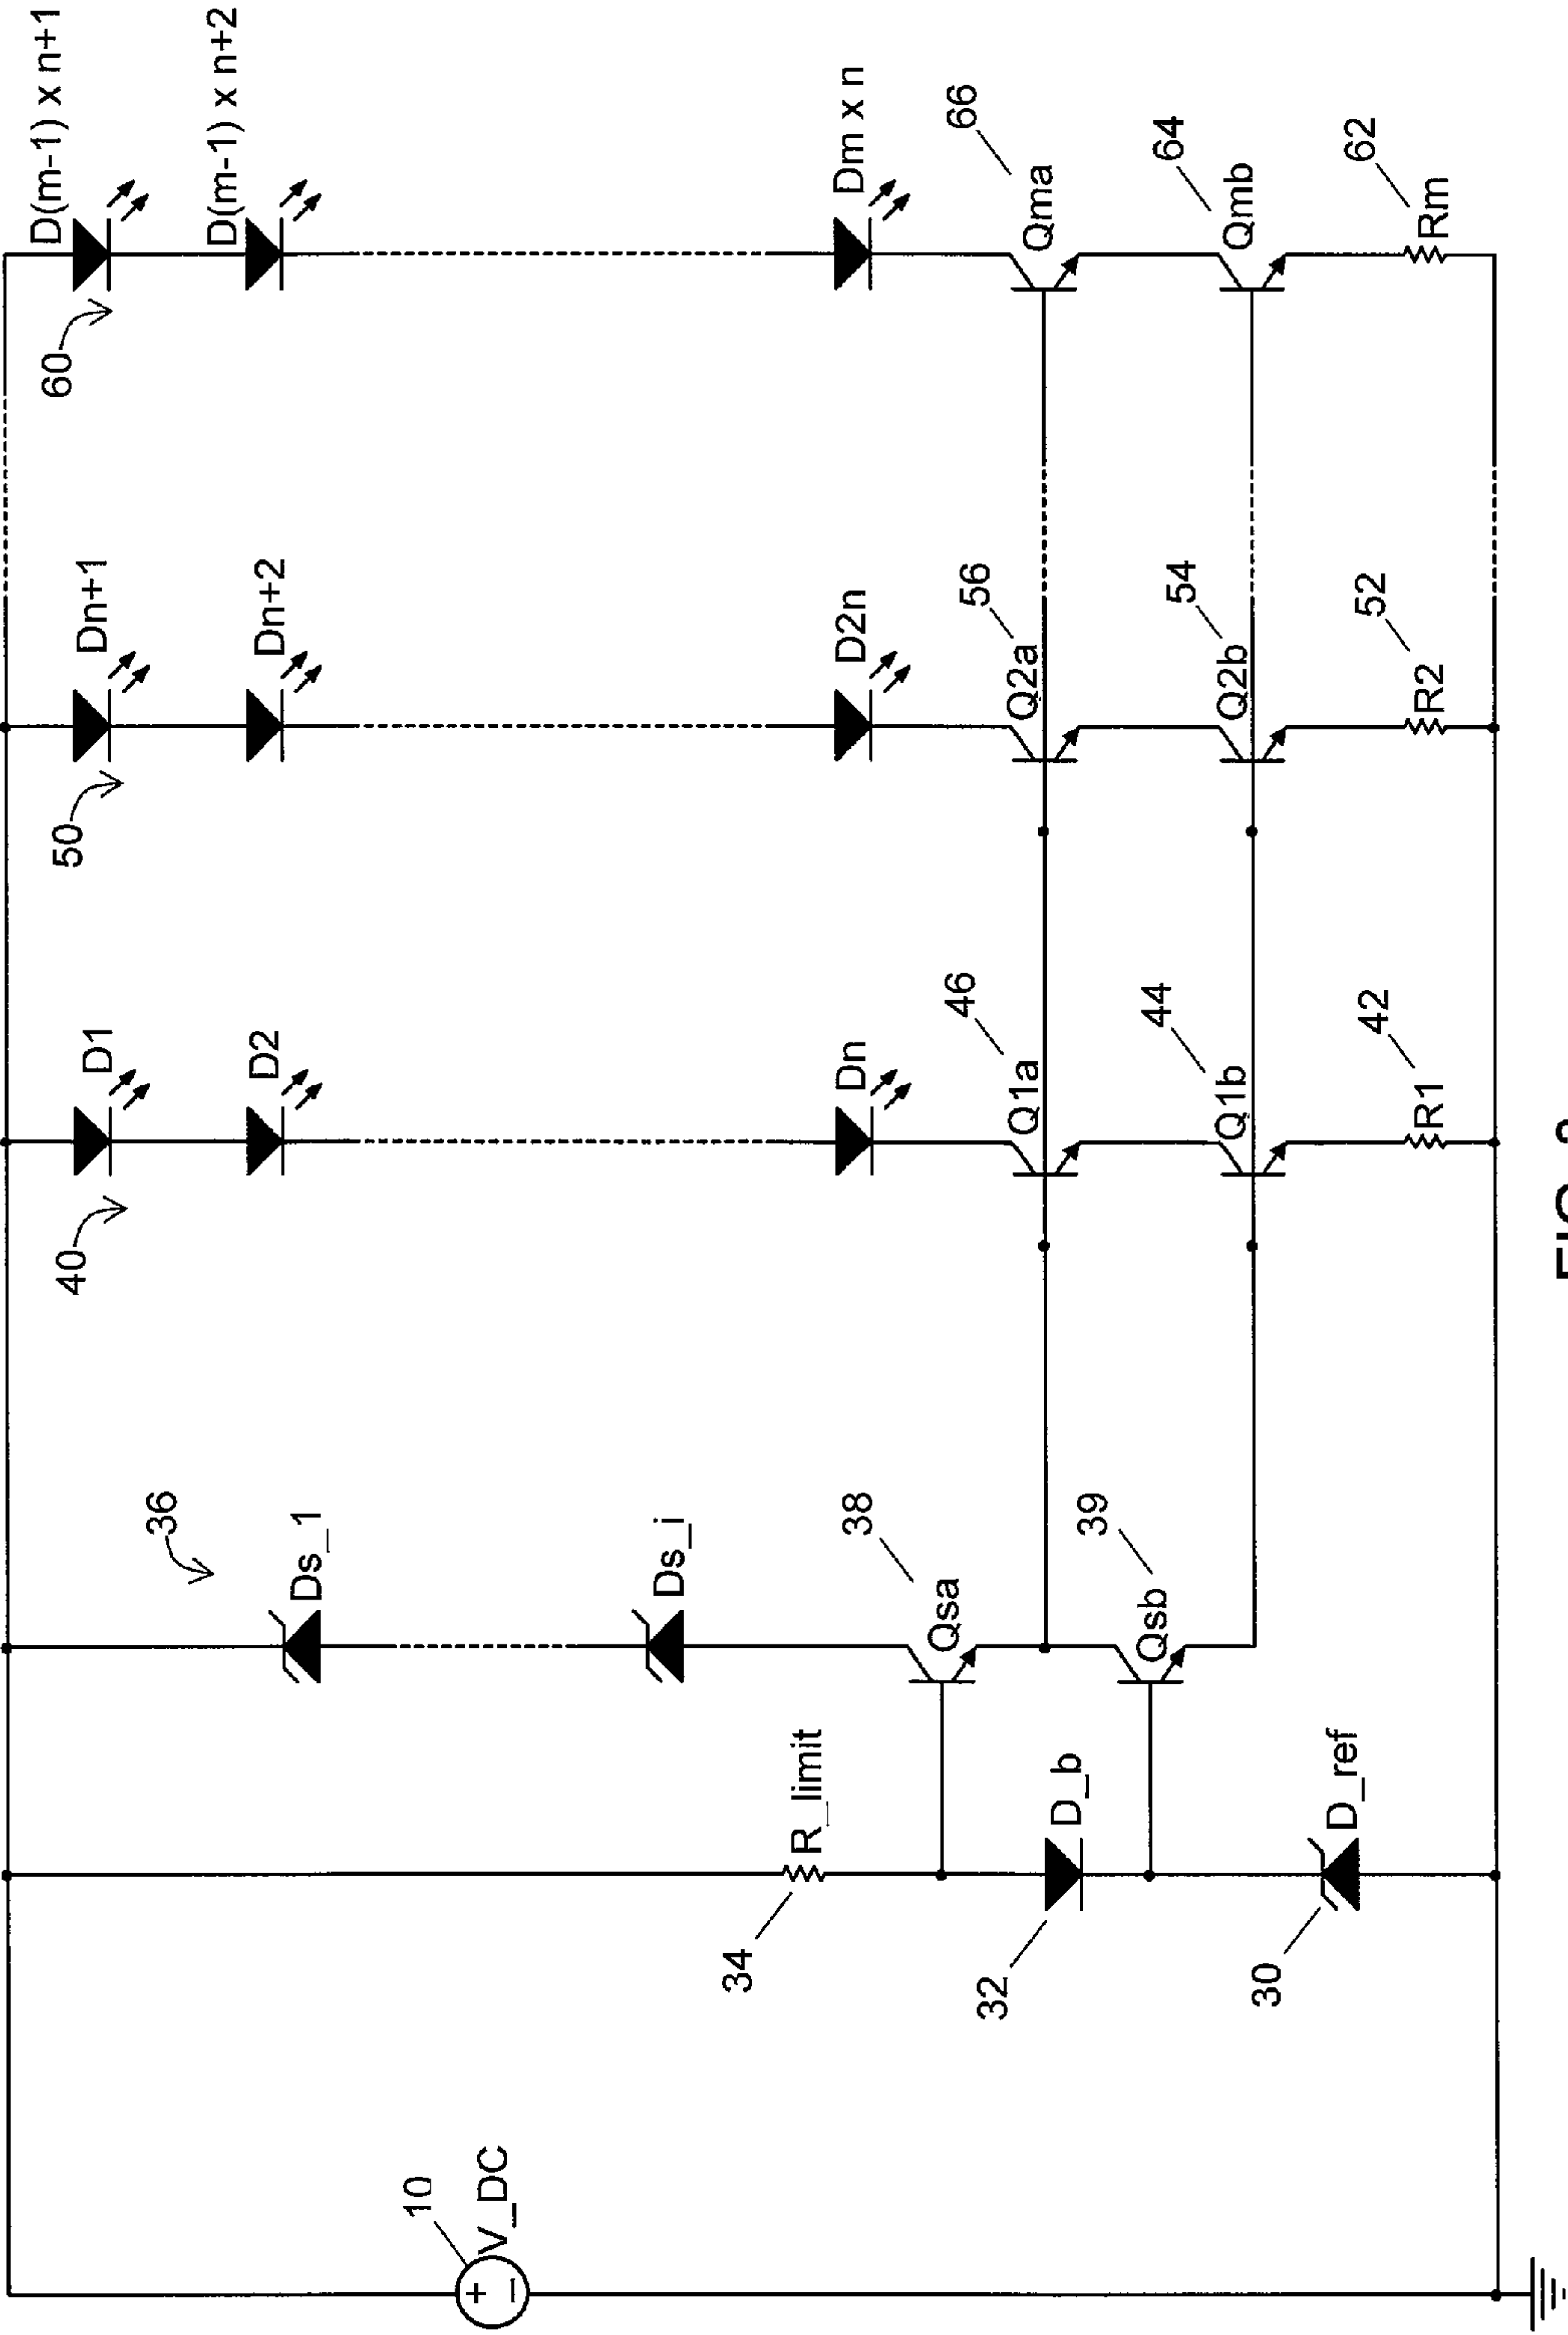 D(m-1) x n+1
D(m-1) x n+2
Dm x n
60
66
Qma
64
Qmb
62
Rm
Dn+1
Dn+2
D2n
50
56
Q2a
54
Q2b
52
R2
D1
D2
Dn
40
46
Q1a
44
Q1b
42
R1
36
Ds_1
Ds_i
38
Qsa
39
Qsb
R_limit
34
D_b
32
D_ref
30
10
V_DC
+
−